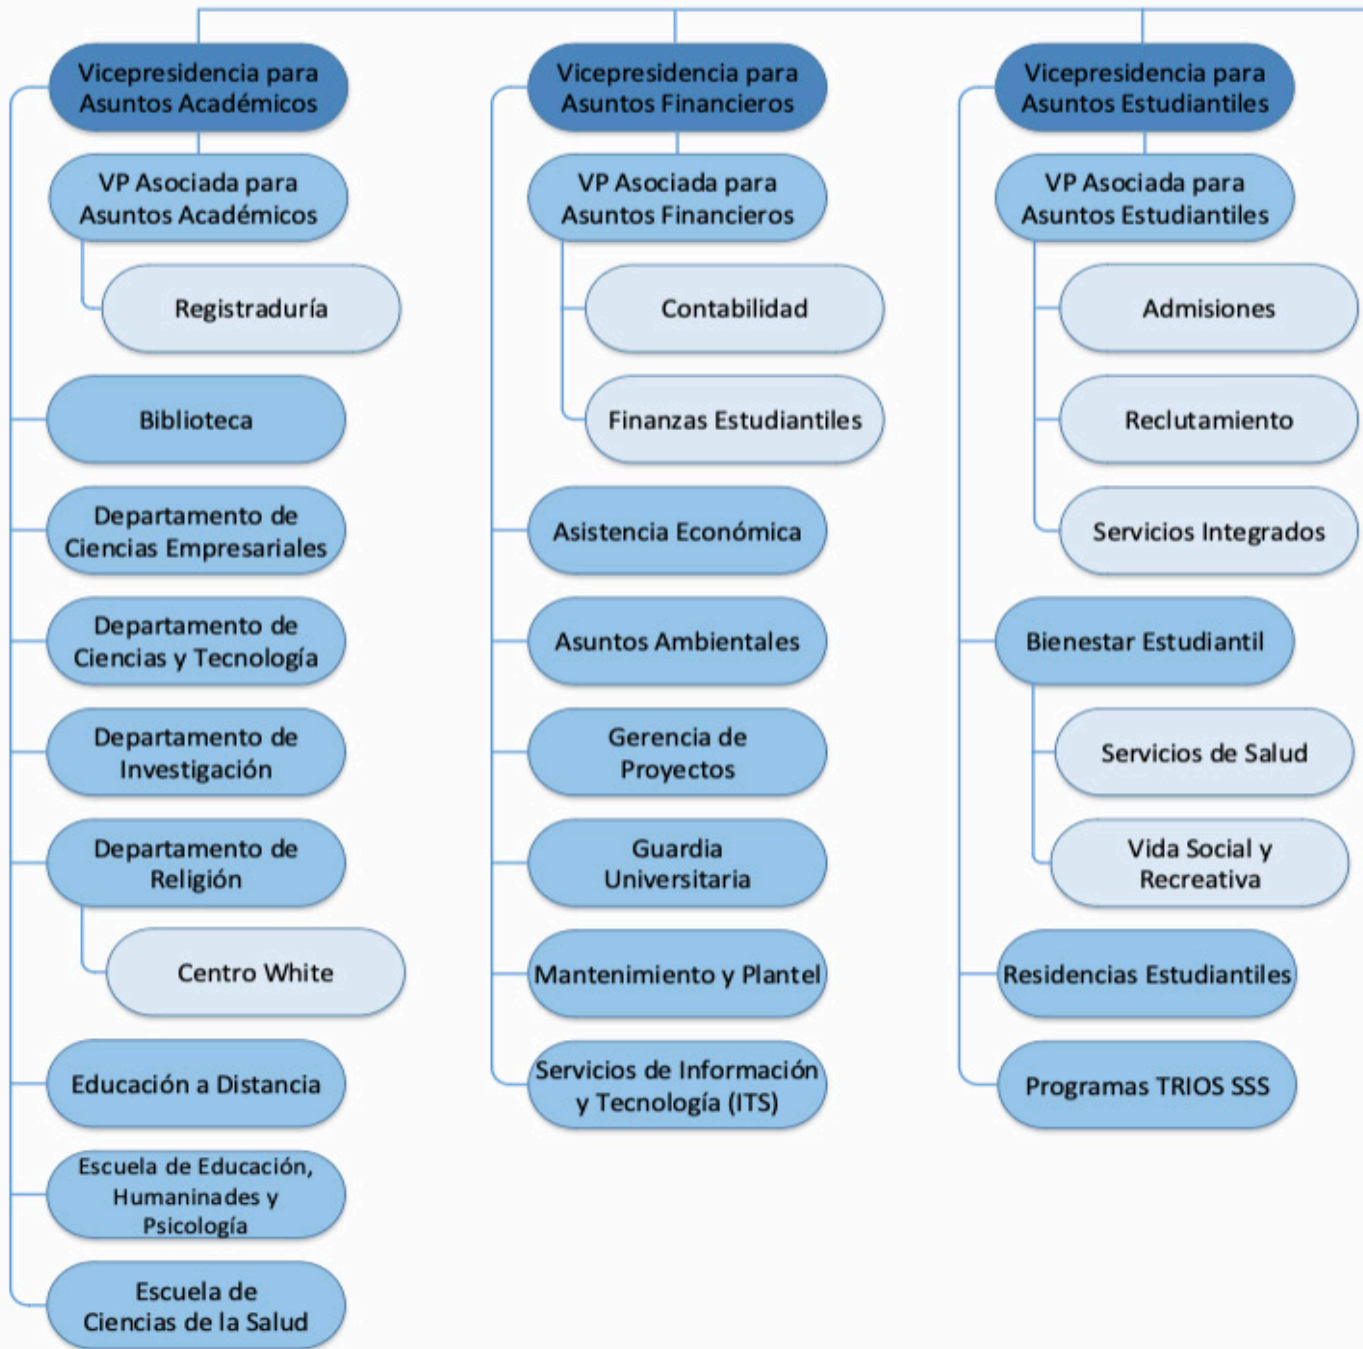 Vicepresidencia para
Asuntos Académicos
VP Asociada para
Asuntos Académicos
Registraduría
Biblioteca
Departamento de
Ciencias Empresariales
Departamento de
Ciencias y Tecnología
Departamento de
Investigación
Departamento de
Religión
Centro White
Educación a Distancia
Escuela de Educación,
Humaninades y
Psicología
Escuela de
Ciencias de la Salud
Vicepresidencia para
Asuntos Financieros
VP Asociada para
Asuntos Financieros
Contabilidad
Finanzas Estudiantiles
Asistencia Económica
Asuntos Ambientales
Gerencia de
Proyectos
Guardia
Universitaria
Mantenimiento y Plantel
Servicios de Información
y Tecnología (ITS)
Vicepresidencia para
Asuntos Estudiantiles
VP Asociada para
Asuntos Estudiantiles
Admisiones
Reclutamiento
Servicios Integrados
Bienestar Estudiantil
Servicios de Salud
Vida Social y
Recreativa
Residencias Estudiantiles
Programas TRIOS SSS